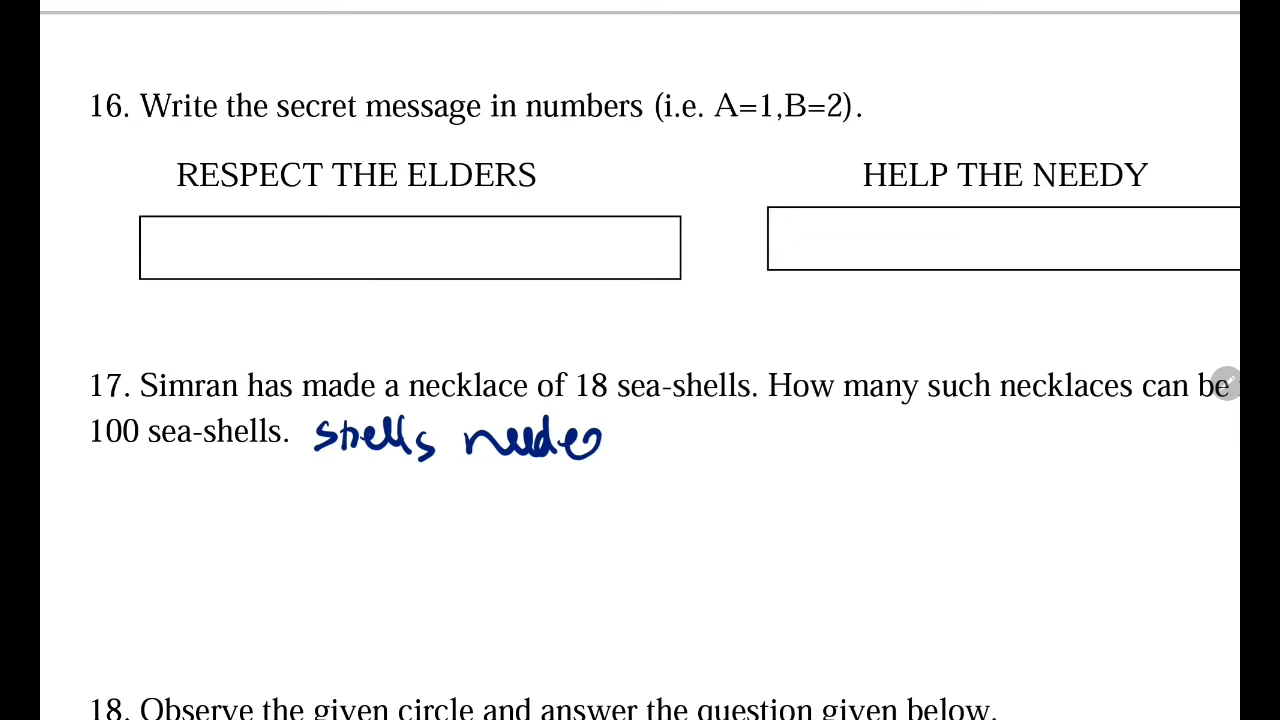 16. Write the secret message in numbers (i.e. A=1,B=2).
RESPECT THE ELDERS HELP THE NEEDY
17. Simran has made a necklace of 18 sea-shells. How many such necklaces can be
100 sea-shells. shells neede
18. Observe the given circle and answer the question given below.